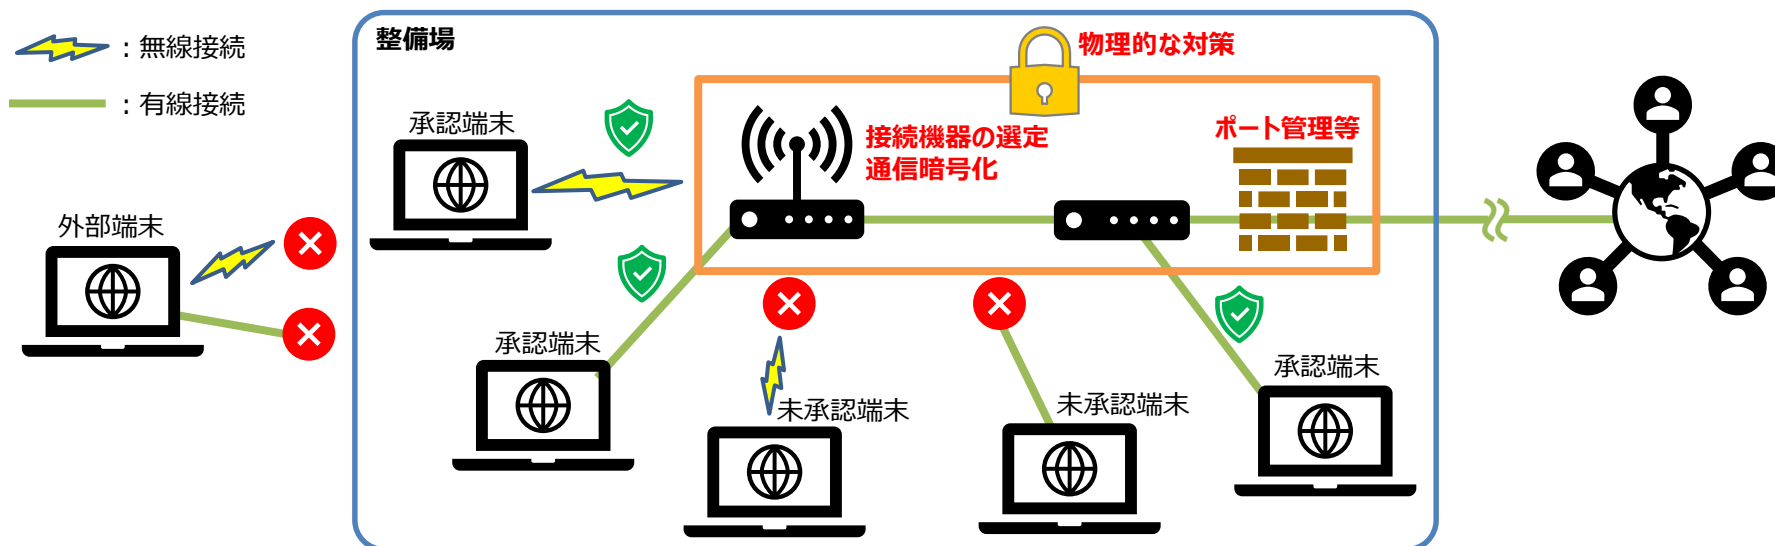 ：無線接続
：有線接続
整備場
物理的な対策
承認端末
接続機器の選定
通信暗号化
ポート管理等
外部端末
承認端末
未承認端末
未承認端末
承認端末